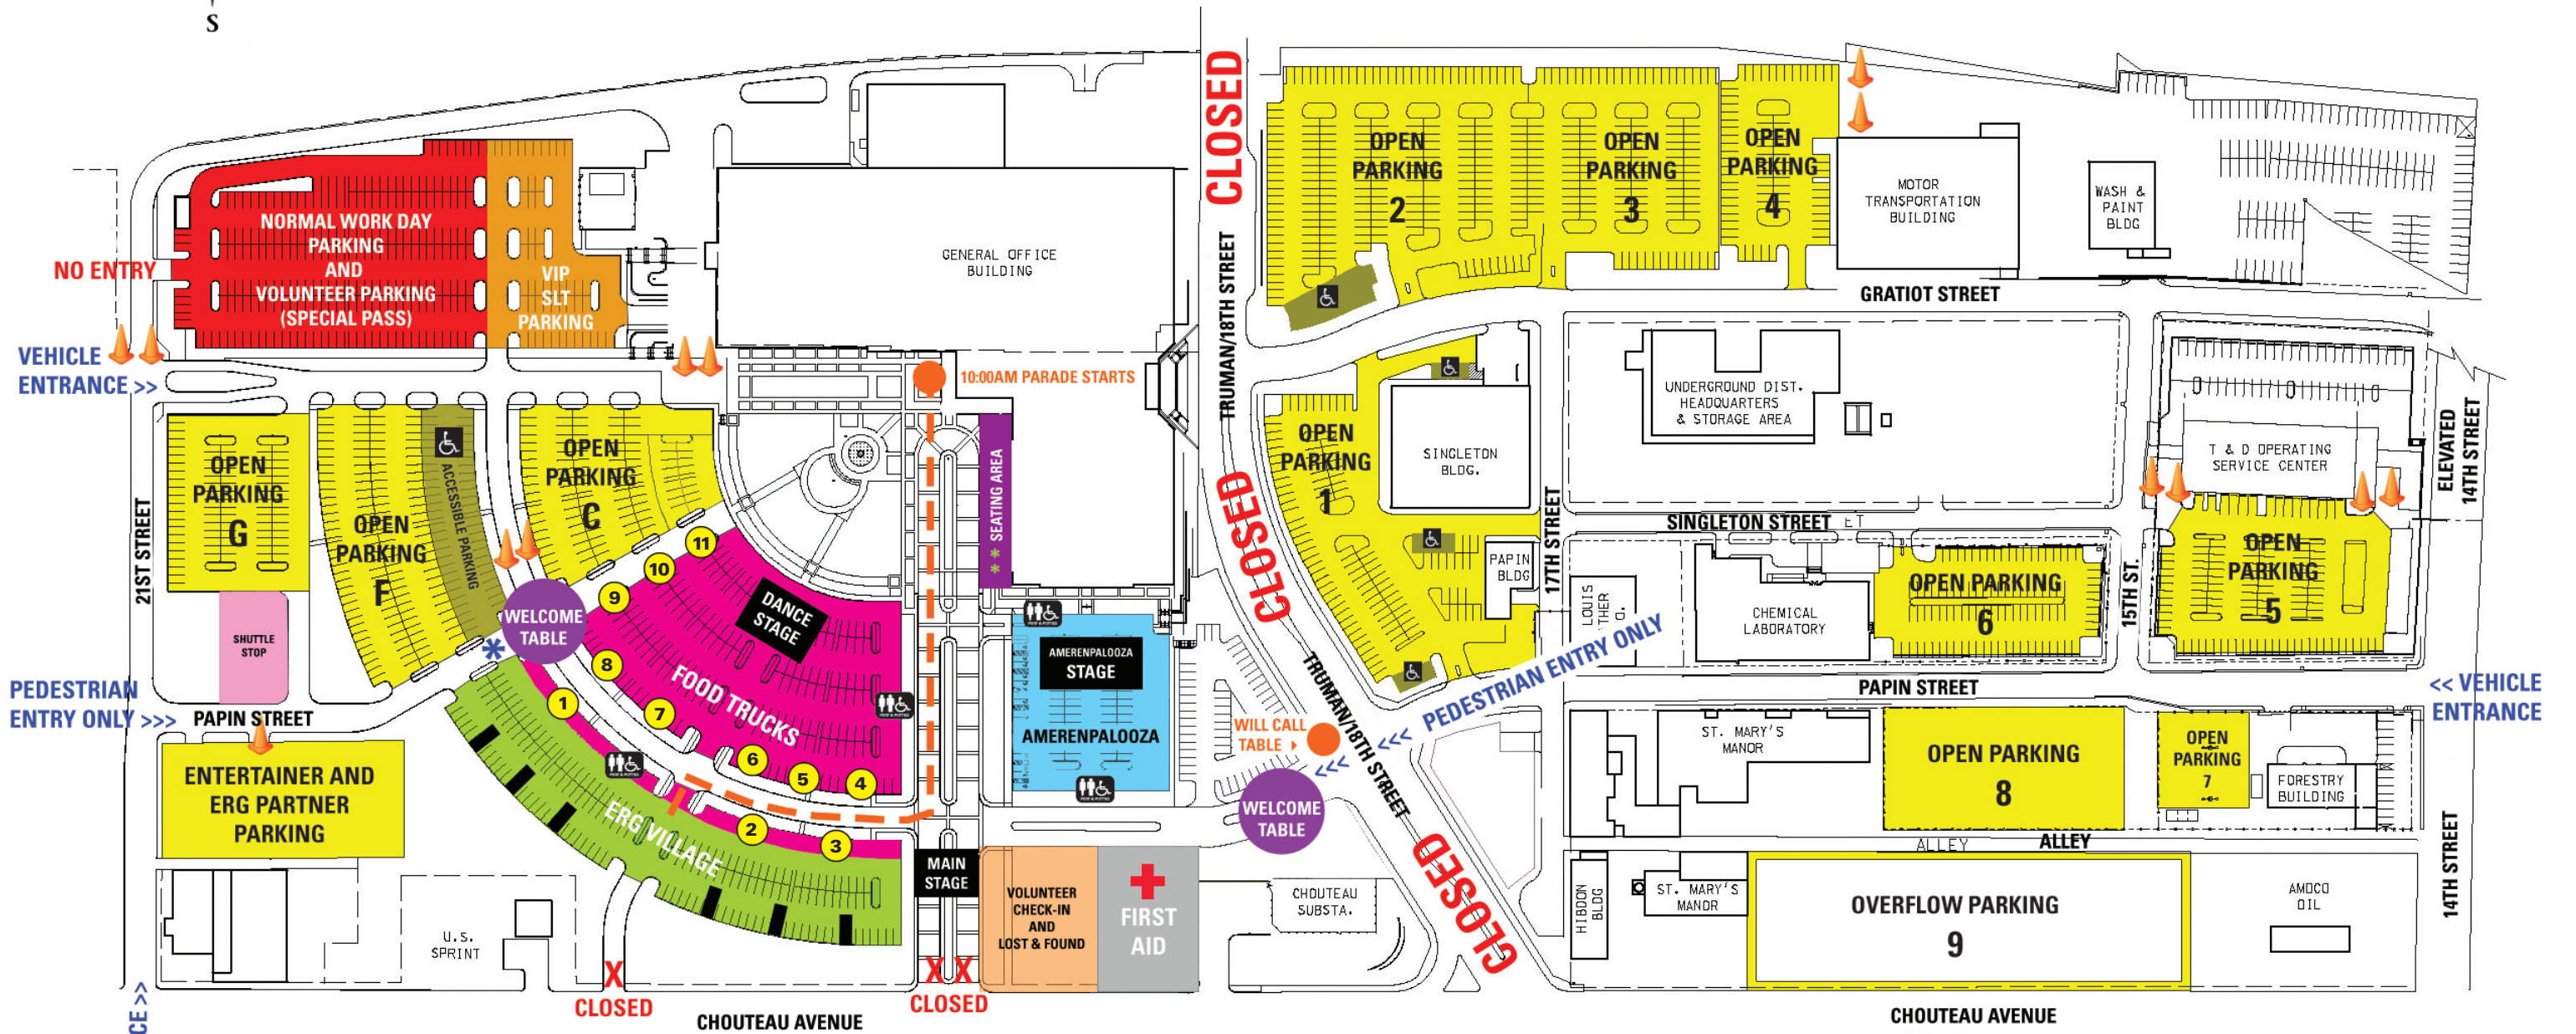 S
CLOSED
OPEN
PARKING
2
OPEN
PARKING
3
OPEN
PARKING
4
MOTOR
TRANSPORTATION
BUILDING
WASH &
PAINT
BLDG
NORMAL WORK DAY
PARKING
AND
VOLUNTEER PARKING
(SPECIAL PASS)
NO ENTRY
VIP
SLT
PARKING
GENERAL OFFICE
BUILDING
TRUMAN/18TH STREET
GRATIOT STREET
VEHICLE
ENTRANCE >>
10:00AM PARADE STARTS
UNDERGROUND DIST.
HEADQUARTERS
& STORAGE AREA
T & D OPERATING
SERVICE CENTER
ELEVATED
14TH STREET
21ST STREET
OPEN
PARKING
G
OPEN
PARKING
F
ACCESSIBLE PARKING
OPEN
PARKING
C
** SEATING AREA
CLOSED
OPEN
PARKING
1
SINGLETON
BLDG.
PAPIN
BLDG
17TH STREET
SINGLETON STREET
ET
LOUIS
THER
O.
CHEMICAL
LABORATORY
OPEN PARKING
6
15TH ST.
OPEN
PARKING
5
11
10
9
8
7
6
5
4
DANCE
STAGE
FOOD TRUCKS
WELCOME
TABLE
*
SHUTTLE
STOP
AMERENPALOOZA
STAGE
AMERENPALOOZA
PEDESTRIAN
ENTRY ONLY >>>
PAPIN STREET
<<< PEDESTRIAN ENTRY ONLY
<<<
WILL CALL
TABLE
TRUMAN/18TH STREET
PAPIN STREET
<< VEHICLE
ENTRANCE
ENTERTAINER AND
ERG PARTNER
PARKING
1
2
3
ERG VILLAGE
WELCOME
TABLE
ST. MARY'S
MANOR
OPEN PARKING
8
OPEN
PARKING
7
FORESTRY
BUILDING
ALLEY
ALLEY
14TH STREET
U.S.
SPRINT
MAIN
STAGE
VOLUNTEER
CHECK-IN
AND
LOST & FOUND
FIRST
AID
CHOUTEAU
SUBSTA.
CLOSED
HIBDON
BLDG
ST. MARY'S
MANOR
OVERFLOW PARKING
9
AMOCO
OIL
CE >>
X
CLOSED
X X
CLOSED
CHOUTEAU AVENUE
CHOUTEAU AVENUE